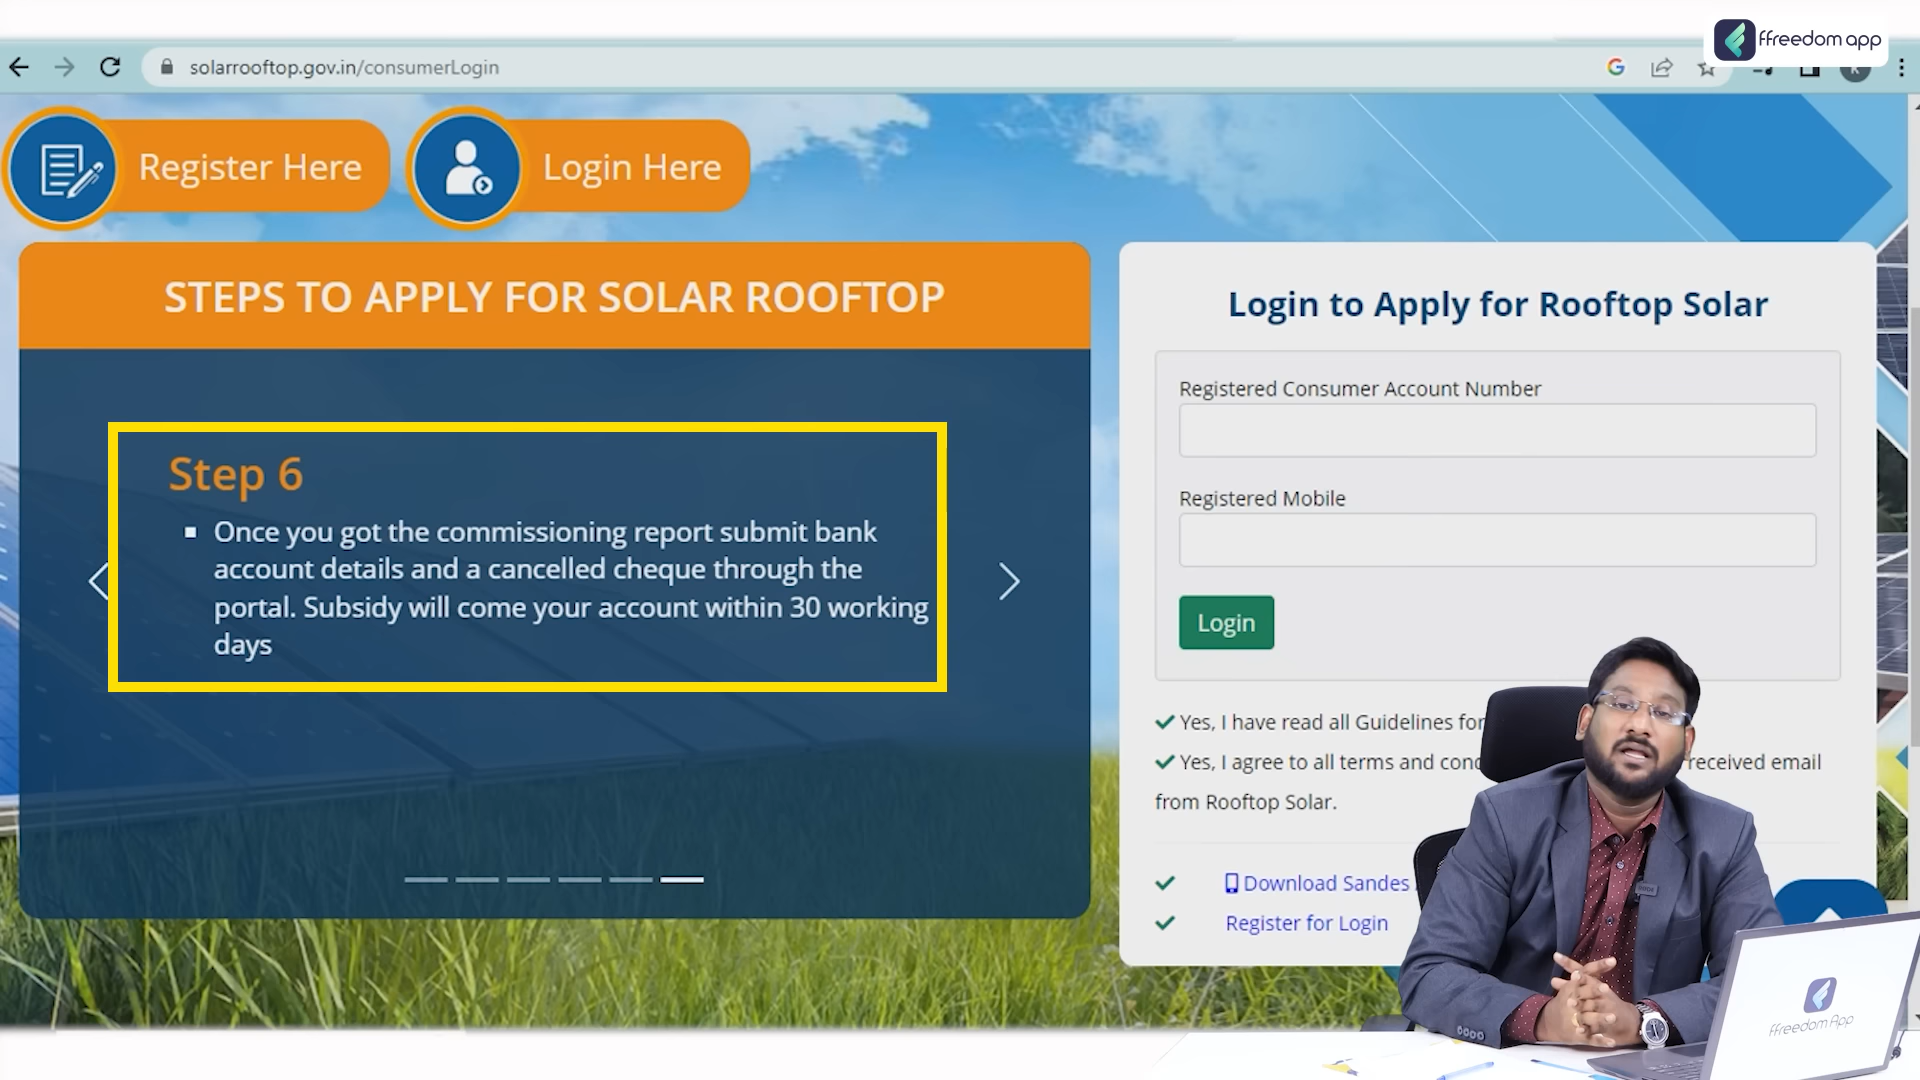 ffreedom app
solarrooftop.gov.in/consumerLogin
Register Here
Login Here
STEPS TO APPLY FOR SOLAR ROOFTOP
Step 6
Once you got the commissioning report submit bank
account details and a cancelled cheque through the
portal. Subsidy will come your account within 30 working
days
Login to Apply for Rooftop Solar
Registered Consumer Account Number
Registered Mobile
Login
Yes, I have read all Guidelines for
Yes, I agree to all terms and received email
from Rooftop Solar.
Download Sandes
Register for Login
ffreedom App